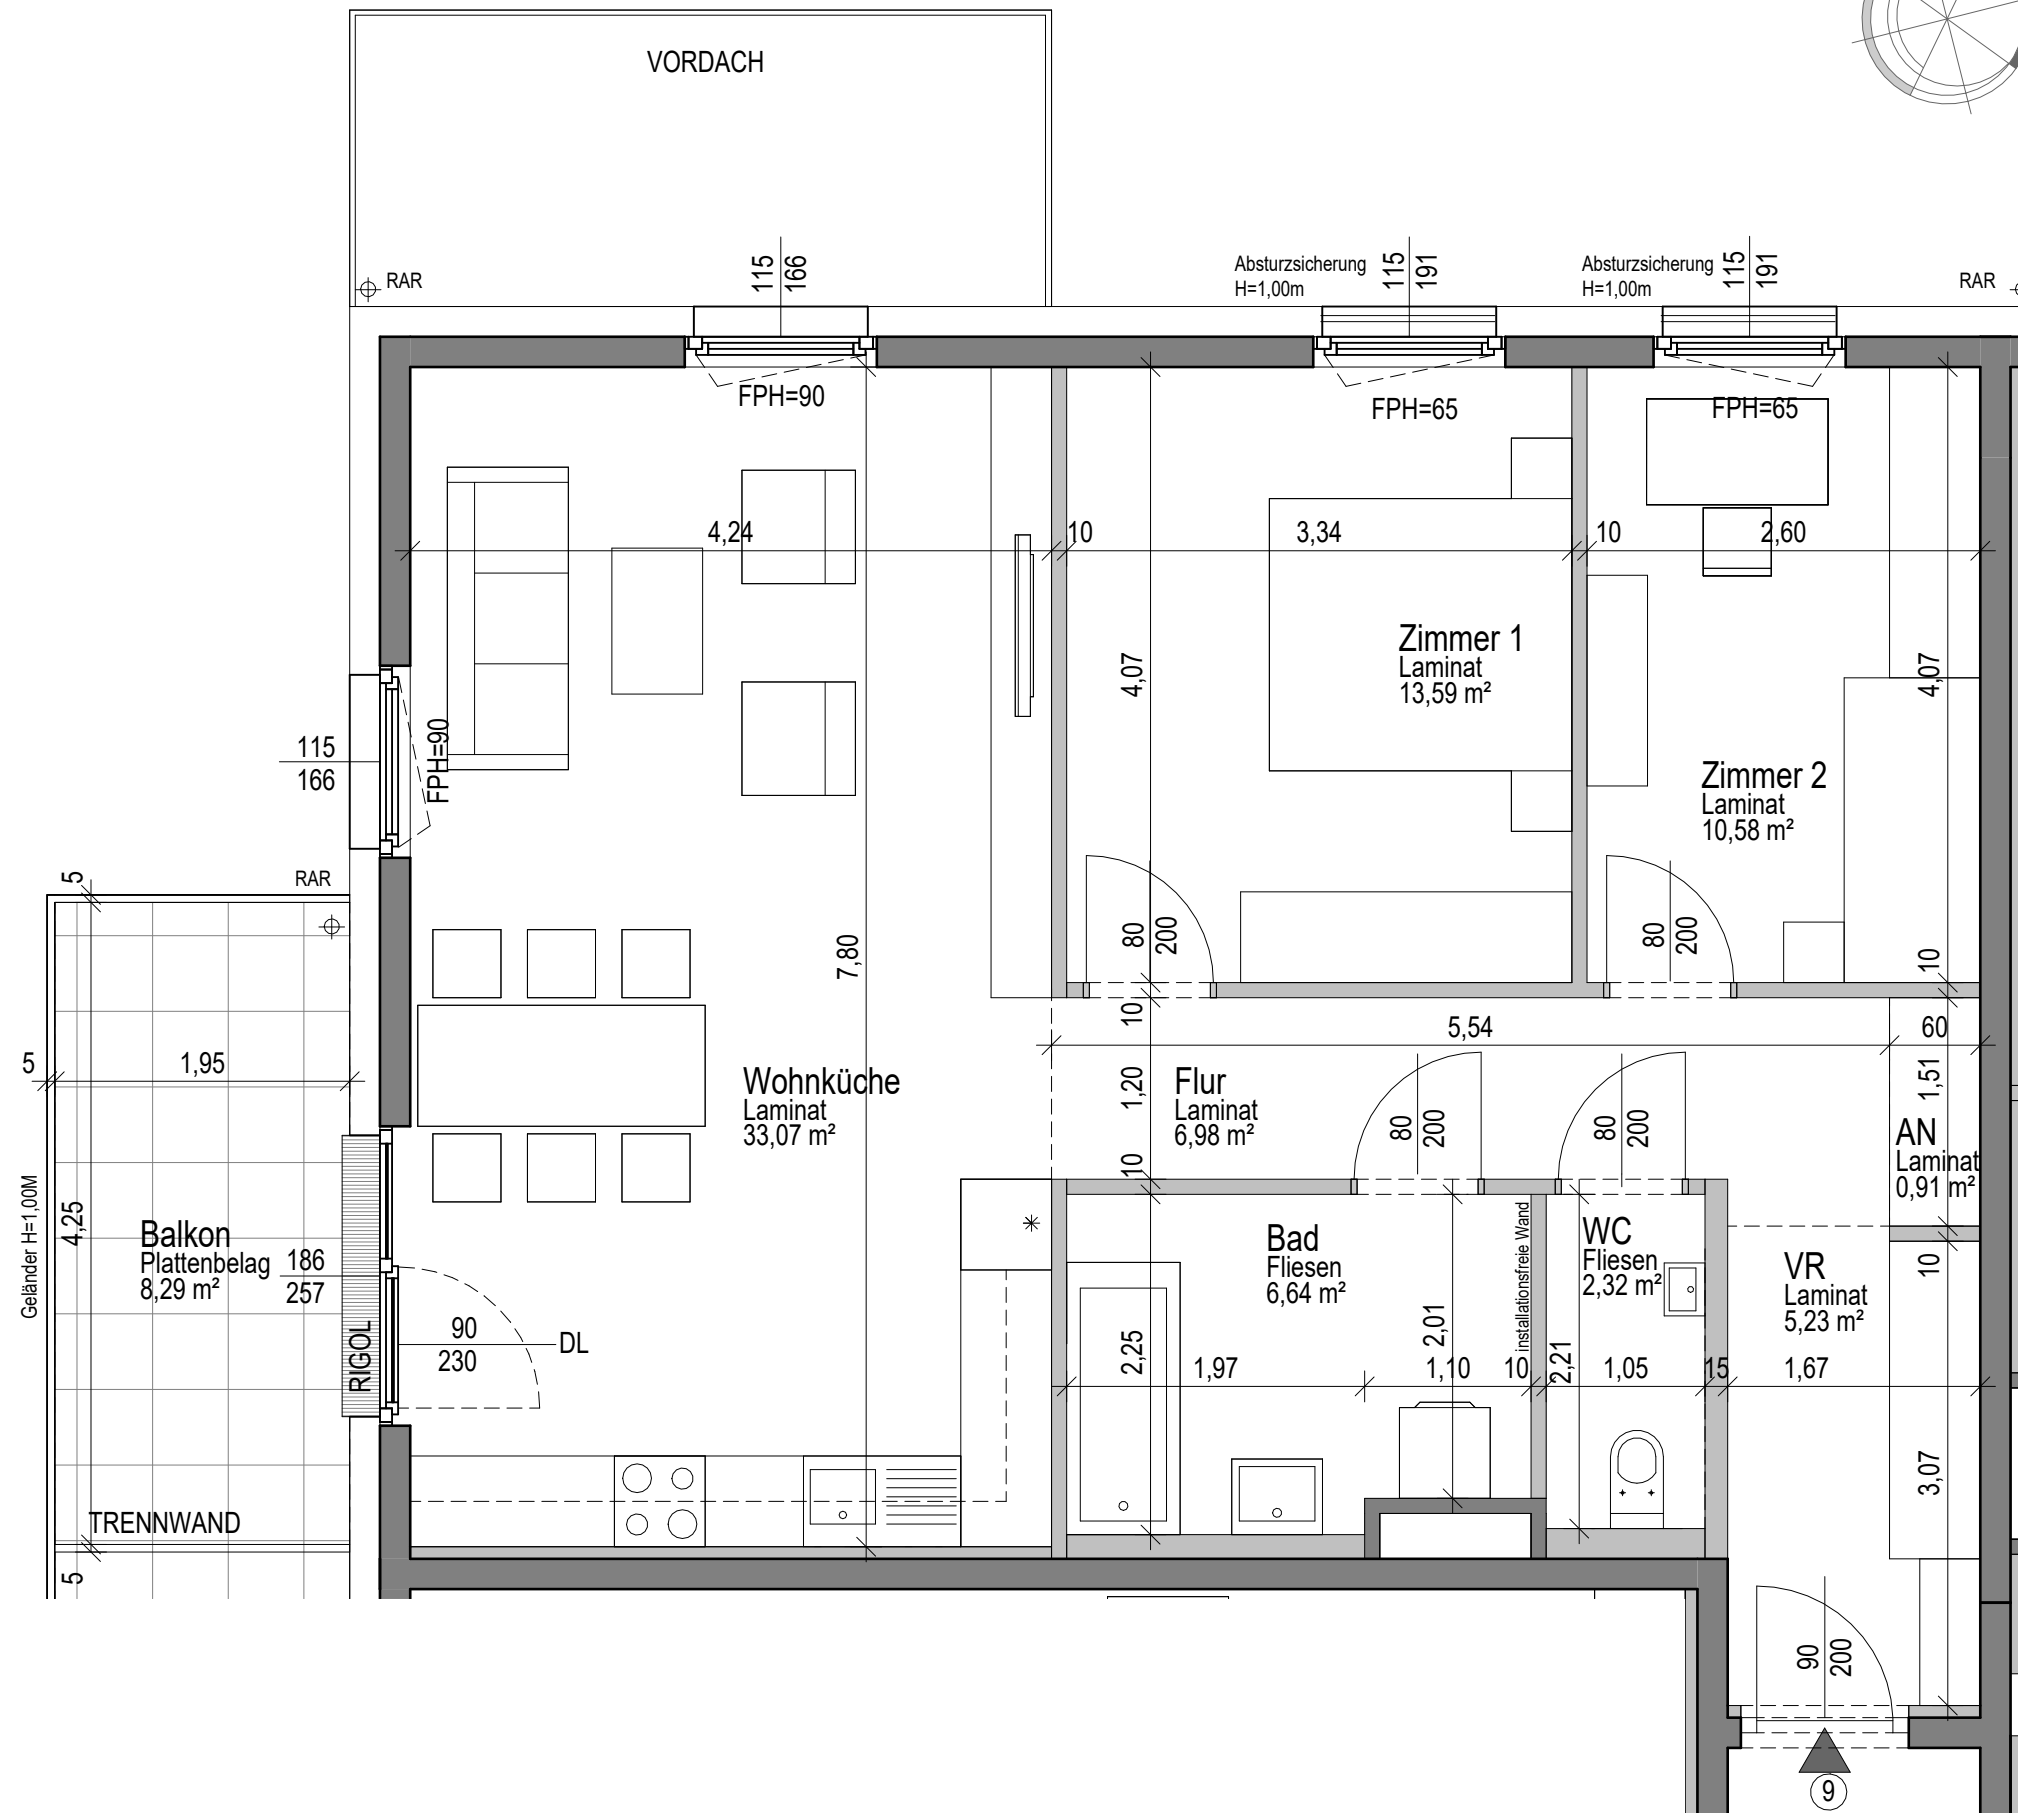 VORDACH
RAR
115
166
Absturzsicherung
H=1,00m
115
191
Absturzsicherung
H=1,00m
115
191
RAR
FPH=90
FPH=65
FPH=65
4,24
10
3,34
10
2,60
4,07
Zimmer 1
Laminat
13,59 m²
4,07
115
166
FPH=90
Zimmer 2
Laminat
10,58 m²
5
RAR
80
200
80
200
7,80
10
10
5,54
60
5
1,95
Wohnküche
Laminat
33,07 m²
1,20
Flur
Laminat
6,98 m²
80
200
80
200
1,51
AN
Laminat
0,91 m²
10
Geländer H=1,00M
4,25
Balkon
Plattenbelag
8,29 m²
186
257
RIGOL
90
230
DL
Bad
Fliesen
6,64 m²
installationsfreie Wand
WC
Fliesen
2,32 m²
VR
Laminat
5,23 m²
10
2,25
2,01
2,21
1,97
1,10
10
1,05
15
1,67
3,07
TRENNWAND
5
90
200
9